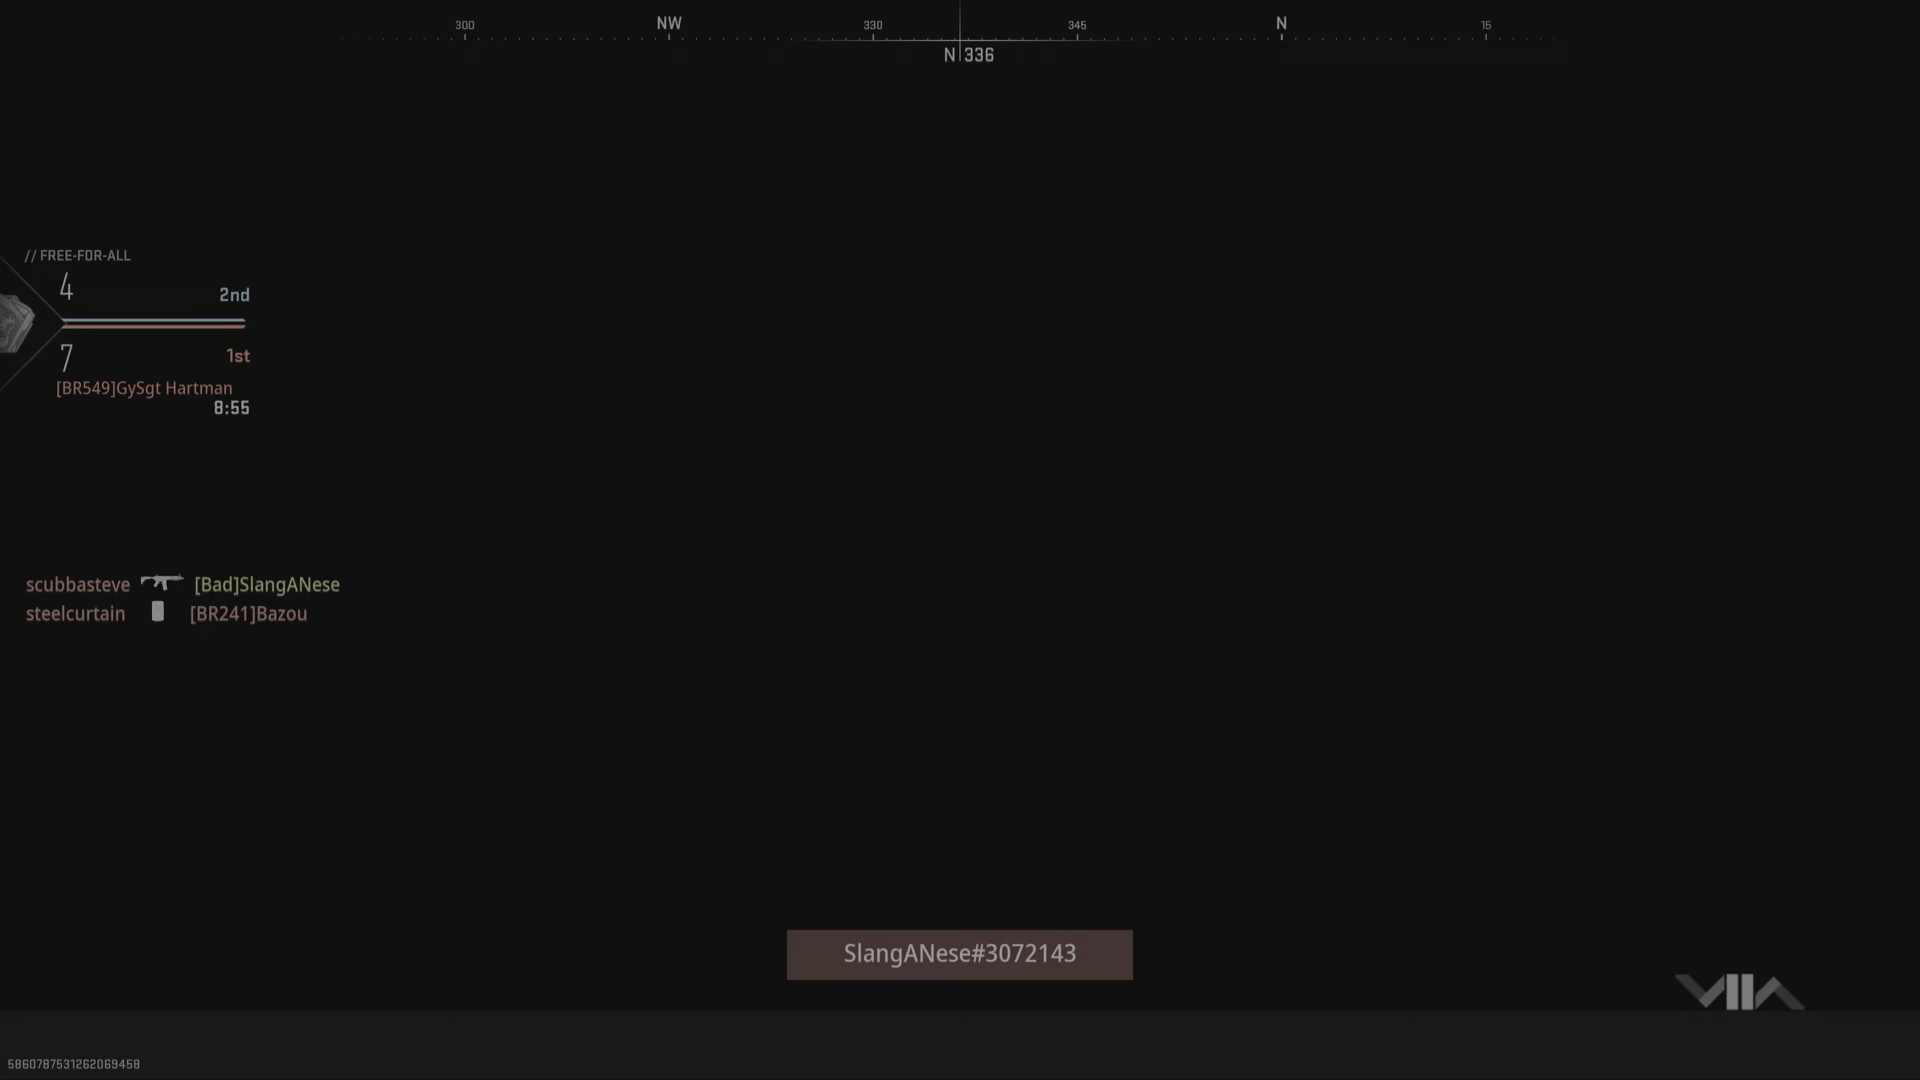 300 NW 330 345 N 15
N 336
// FREE-FOR-ALL
4 2nd
7 1st
[BR549]GySgt Hartman
8:55
scubbasteve [Bad]SlangANese
steelcurtain [BR241]Bazou
SlangANese#3072143
5860787531262069458